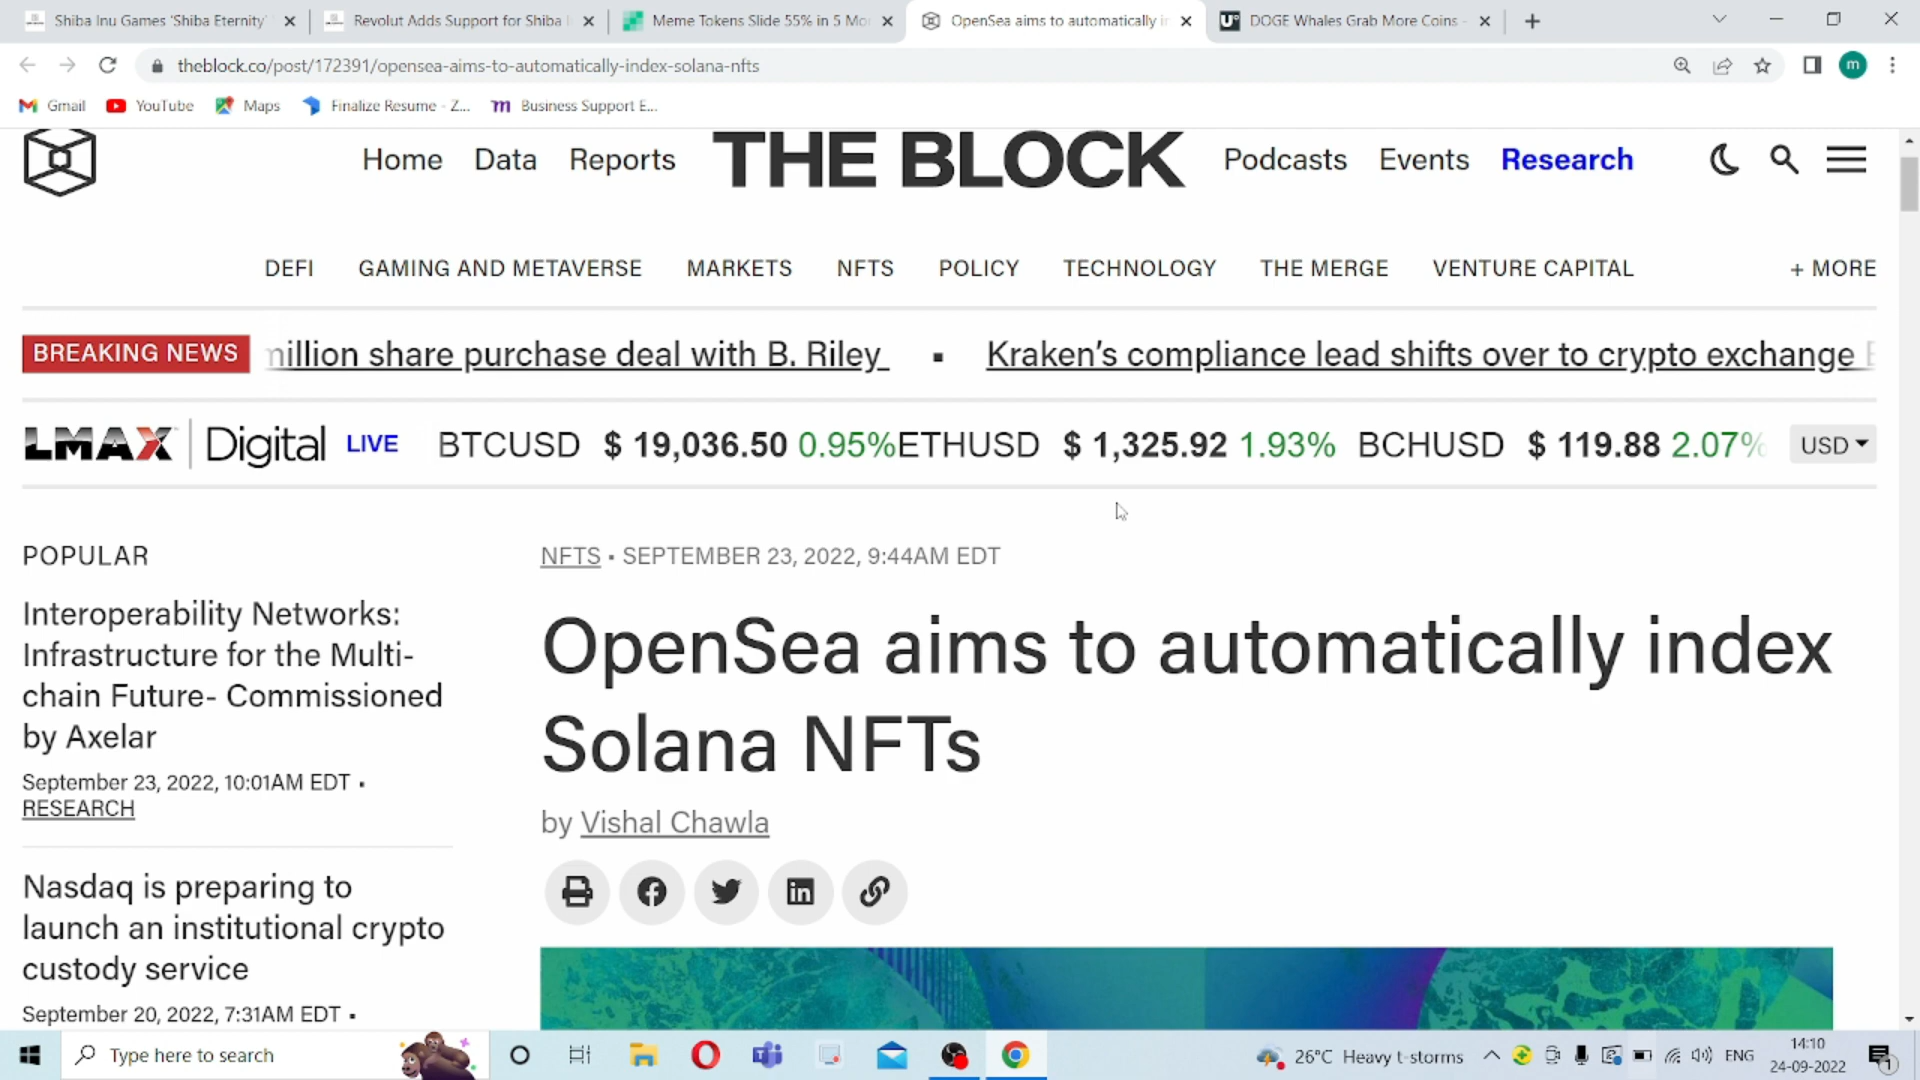 Shiba Inu Games 'Shiba Eternity'
Revolut Adds Support for Shiba
Meme Tokens Slide 55% in 5 Mo
OpenSea aims to automatically i
DOGE Whales Grab More Coins -
theblock.co/post/172391/opensea-aims-to-automatically-index-solana-nfts
m
Gmail
YouTube
Maps
Finalize Resume - Z...
Business Support E...
Home
Data
Reports
THE BLOCK
Podcasts
Events
Research
DEFI
GAMING AND METAVERSE
MARKETS
NFTS
POLICY
TECHNOLOGY
THE MERGE
VENTURE CAPITAL
+ MORE
BREAKING NEWS
million share purchase deal with B. Riley
Kraken's compliance lead shifts over to crypto exchange
LMAX Digital LIVE
BTCUSD $ 19,036.50 0.95%
ETHUSD $ 1,325.92 1.93%
BCHUSD $ 119.88 2.07%
USD
POPULAR
Interoperability Networks:
Infrastructure for the Multi-
chain Future- Commissioned
by Axelar
September 23, 2022, 10:01AM EDT •
RESEARCH
Nasdaq is preparing to
launch an institutional crypto
custody service
September 20, 2022, 7:31AM EDT •
NFTS • SEPTEMBER 23, 2022, 9:44AM EDT
OpenSea aims to automatically index
Solana NFTs
by Vishal Chawla
Type here to search
26°C Heavy t-storms
ENG
14:10
24-09-2022
1